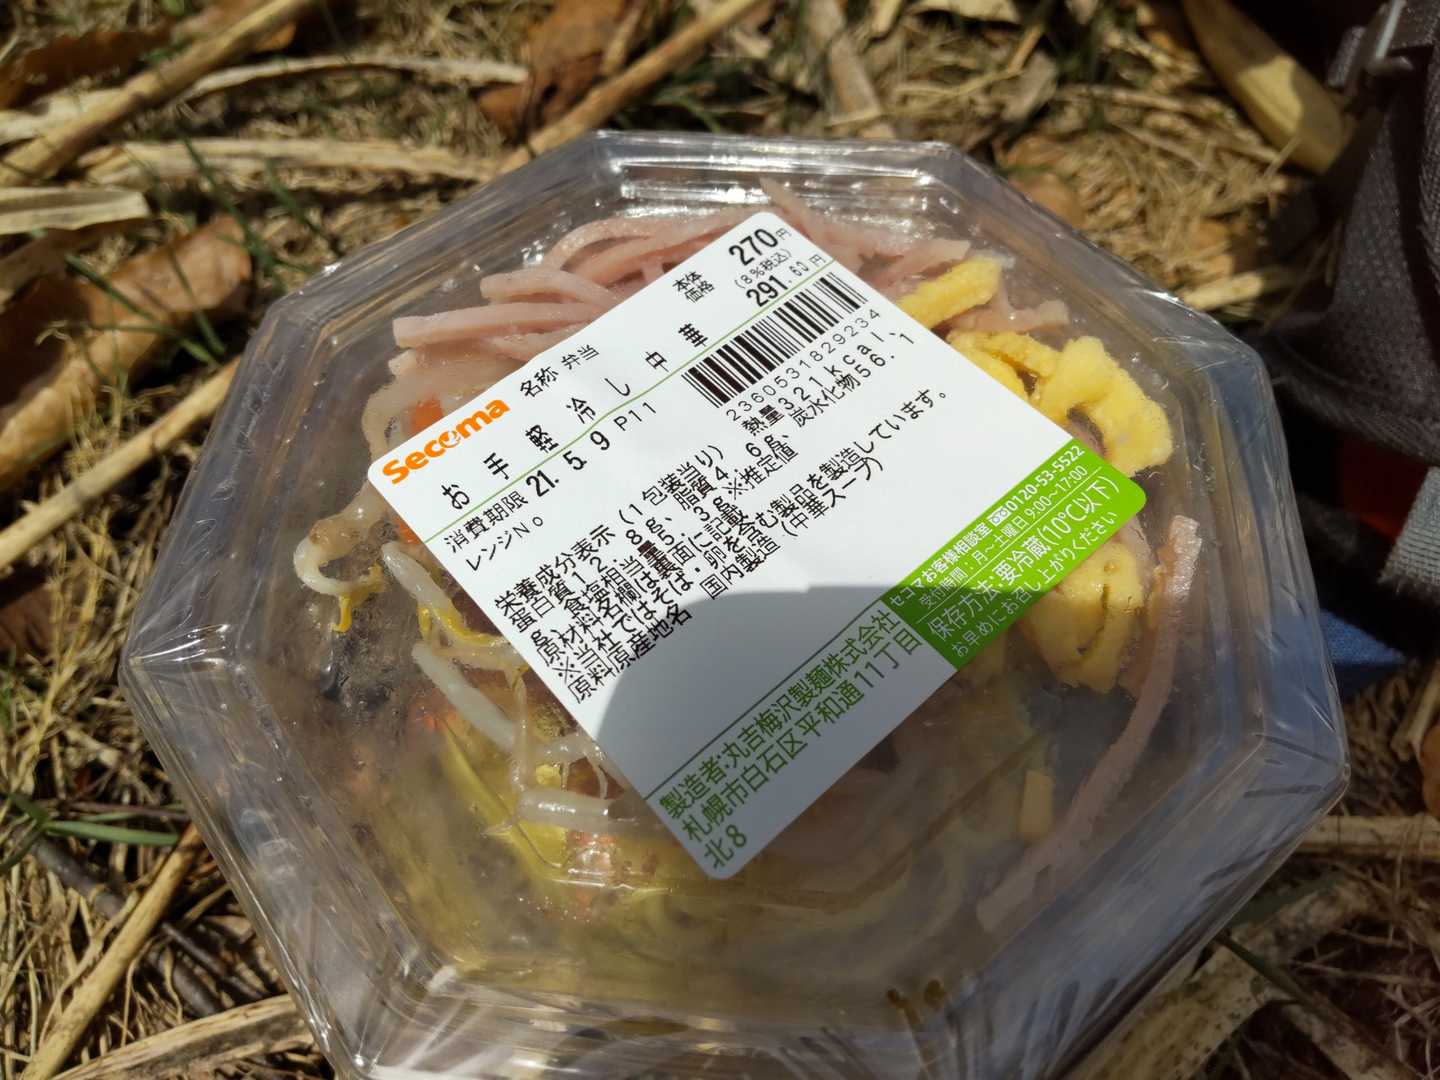 Secoma
名称 弁当
本体価格
270円
(8%税込)
291.60円
お手軽冷し中華
消費期限 21. 5. 9 P11
レンジNo
2360531829234
栄養成分表示(1包装当り)熱量321kcal、
蛋白質12.8g、脂質4.6g、炭水化物56.1
g、食塩相当量5.3g※推定値
原材料名欄は裏面に記載
※当社ではそば・卵を含む製品を製造しています。
原料原産地名 国内製造(中華スープ)
製造者:丸吉梅沢製麺株式会社
札幌市白石区平和通11丁目
北8
セコマお客様相談室 0120-53-5522
受付時間:月〜土曜日 9:00~17:00
保存方法:要冷蔵(10℃以下)
お早めにお召し上がりください